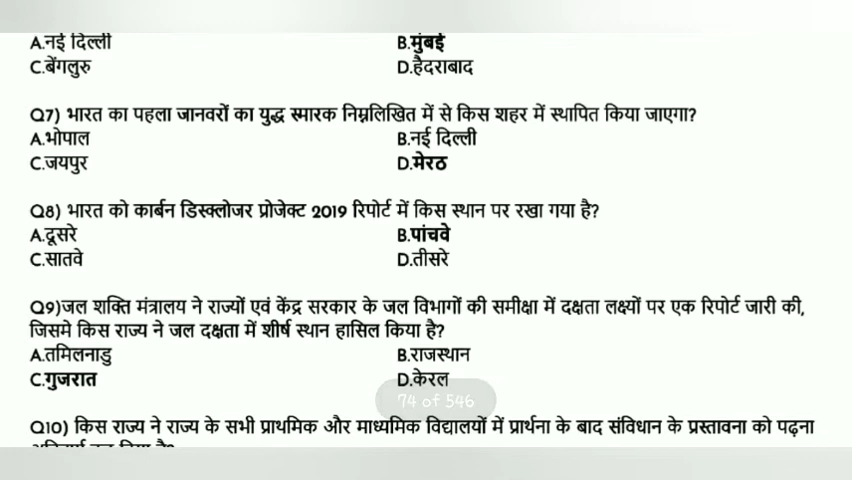 A.नई दिल्ली B.मुंबई
C.बेंगलुरु D.हैदराबाद
Q7) भारत का पहला जानवरों का युद्ध स्मारक निम्नलिखित में से किस शहर में स्थापित किया जाएगा?
A.भोपाल B.नई दिल्ली
C.जयपुर D.मेरठ
Q8) भारत को कार्बन डिस्क्लोजर प्रोजेक्ट 2019 रिपोर्ट में किस स्थान पर रखा गया है?
A.दूसरे B.पांचवे
C.सातवे D.तीसरे
Q9)जल शक्ति मंत्रालय ने राज्यों एवं केंद्र सरकार के जल विभागों की समीक्षा में दक्षता लक्ष्यों पर एक रिपोर्ट जारी की,
जिसमे किस राज्य ने जल दक्षता में शीर्ष स्थान हासिल किया है?
A.तमिलनाडु B.राजस्थान
C.गुजरात D.केरल
74 of 546
Q10) किस राज्य ने राज्य के सभी प्राथमिक और माध्यमिक विद्यालयों में प्रार्थना के बाद संविधान के प्रस्तावना को पढ़ना